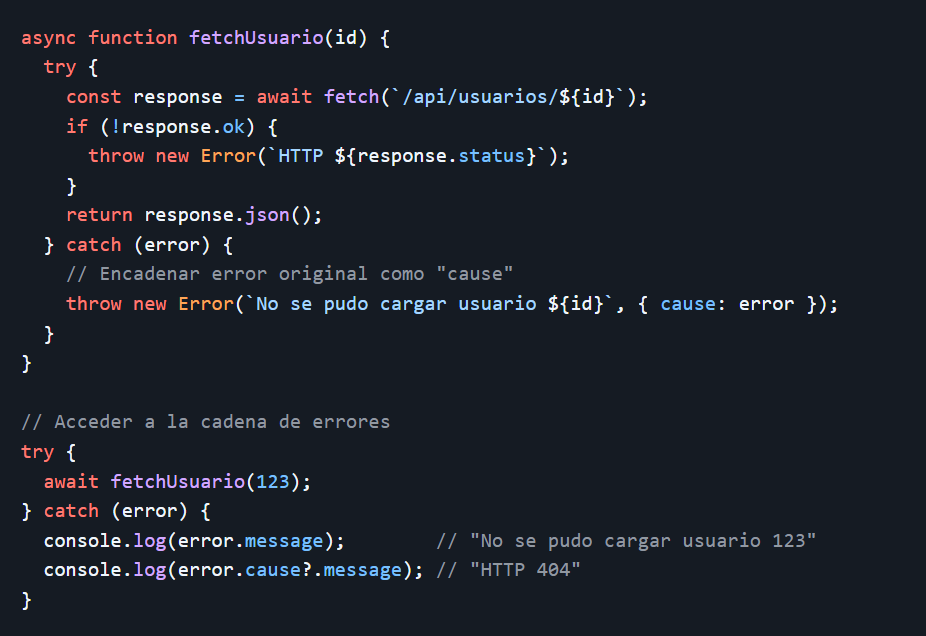 async function fetchUsuario(id) {
  try {
    const response = await fetch(`/api/usuarios/${id}`);
    if (!response.ok) {
      throw new Error(`HTTP ${response.status}`);
    }
    return response.json();
  } catch (error) {
    // Encadenar error original como "cause"
    throw new Error(`No se pudo cargar usuario ${id}`, { cause: error });
  }
}

// Acceder a la cadena de errores
try {
  await fetchUsuario(123);
} catch (error) {
  console.log(error.message);        // "No se pudo cargar usuario 123"
  console.log(error.cause?.message); // "HTTP 404"
}